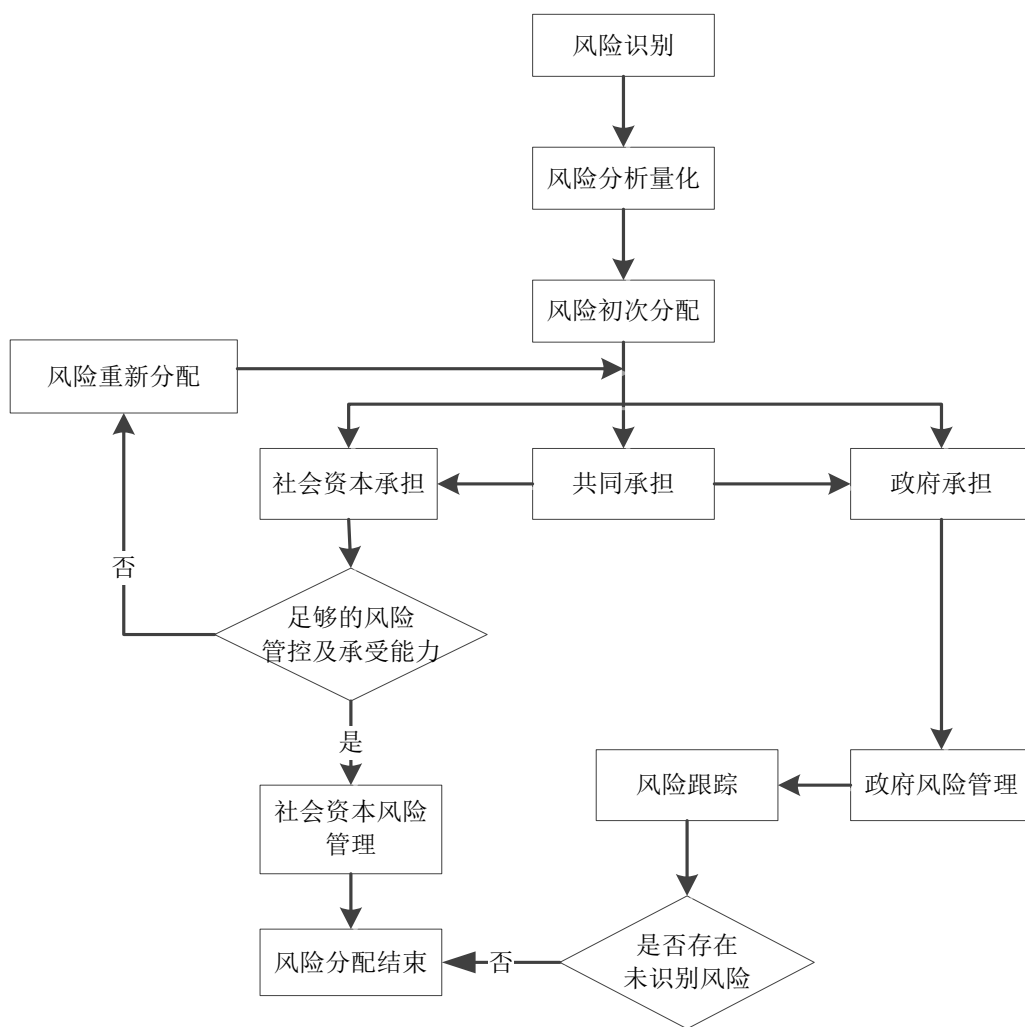 风险识别
风险分析量化
风险初次分配
风险重新分配
社会资本承担
共同承担
政府承担
否
足够的风险
管控及承受能力
是
风险跟踪
政府风险管理
社会资本风险
管理
是否存在
未识别风险
否
风险分配结束